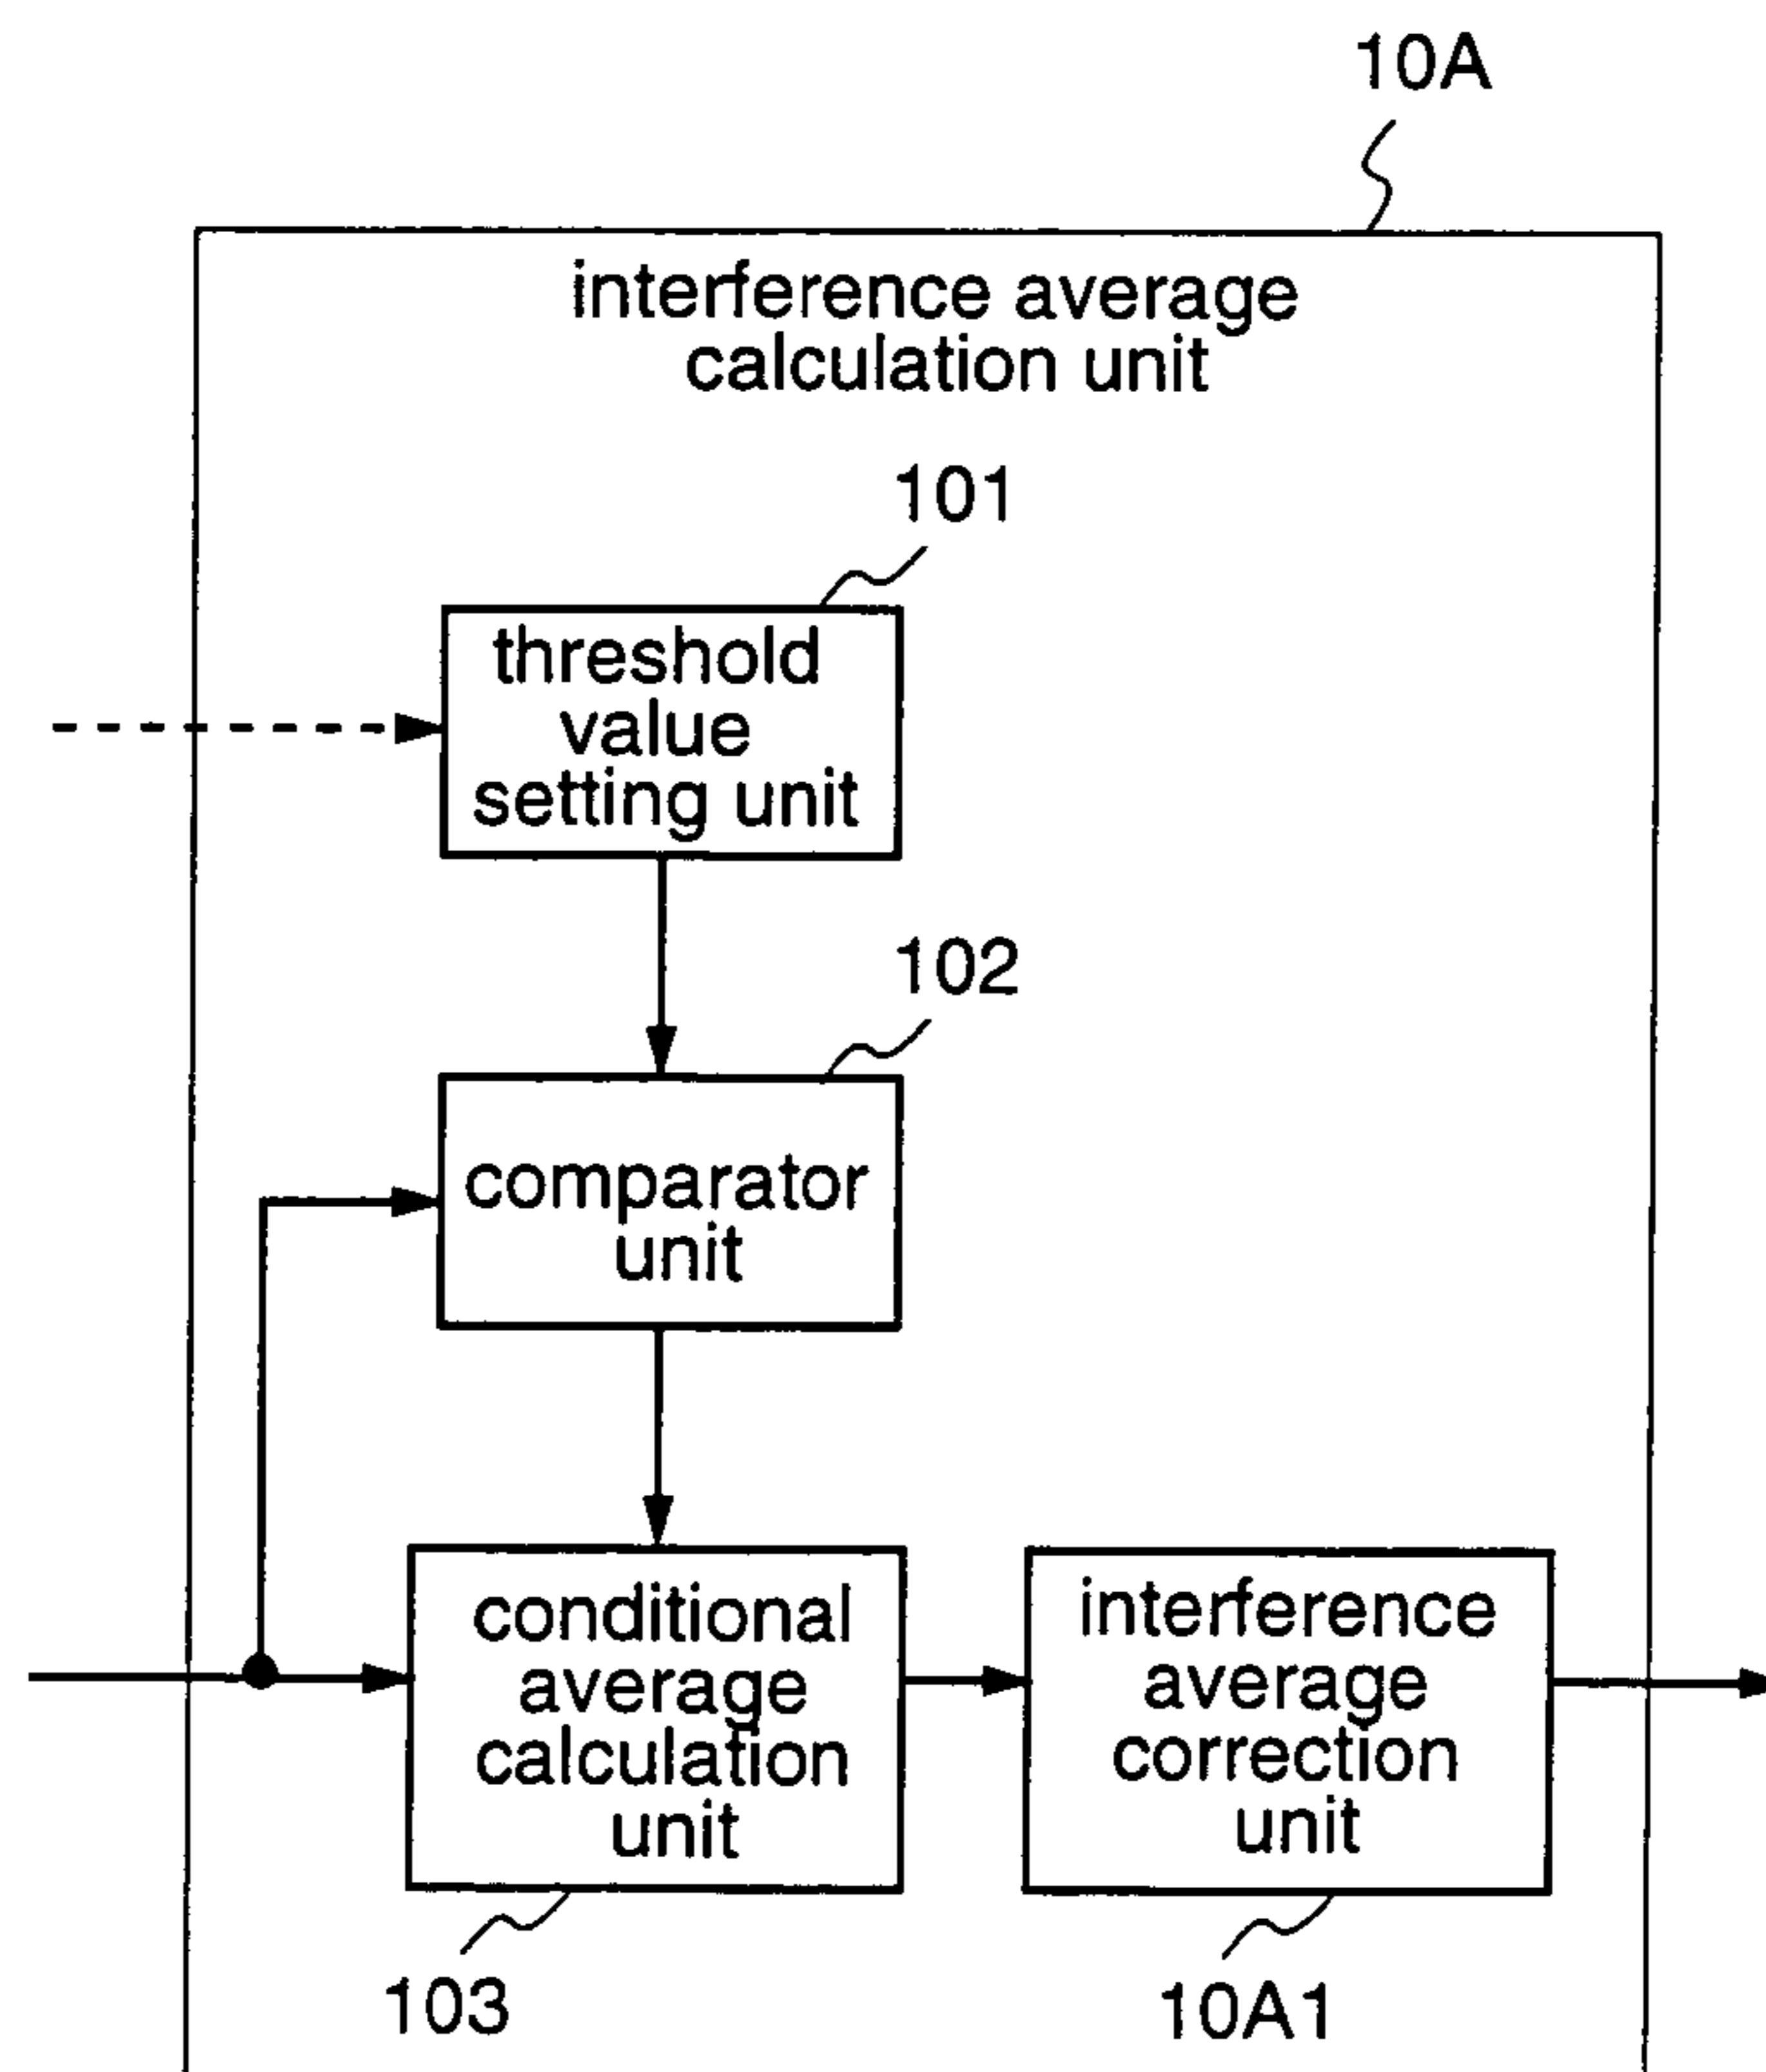 10A
interference average
calculation unit
101
threshold
value
setting unit
102
comparator
unit
conditional
average
calculation
unit
interference
average
correction
unit
103
10A1